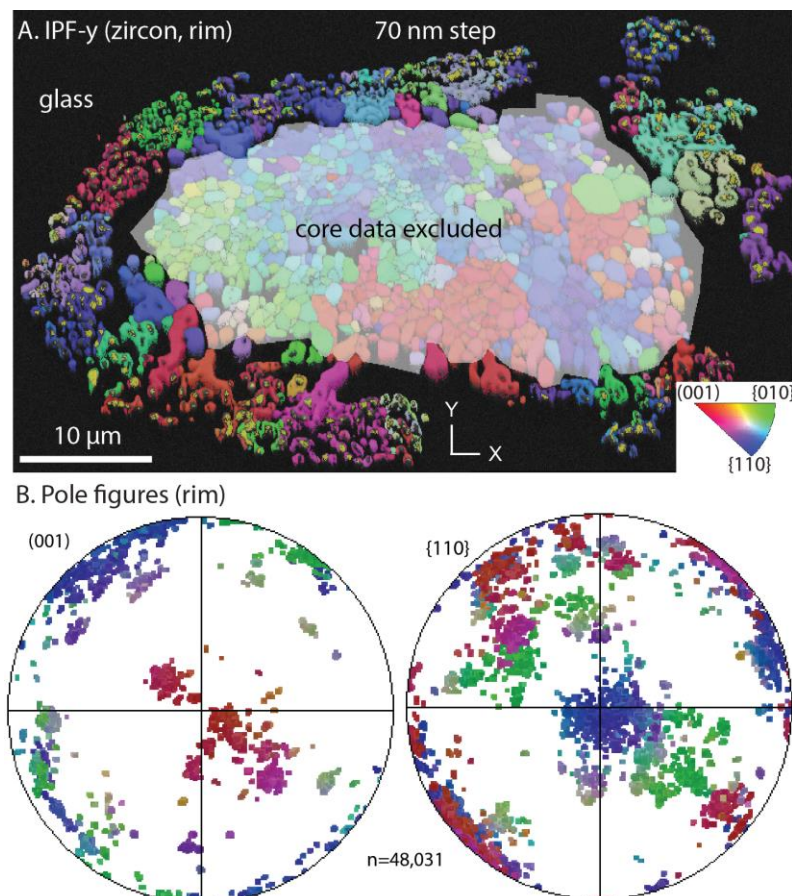 A. IPF-y (zircon, rim)
70 nm step
glass
core data excluded
(001) {010}
{110}
Y
X
10 µm
B. Pole figures (rim)
(001)
{110}
n=48,031